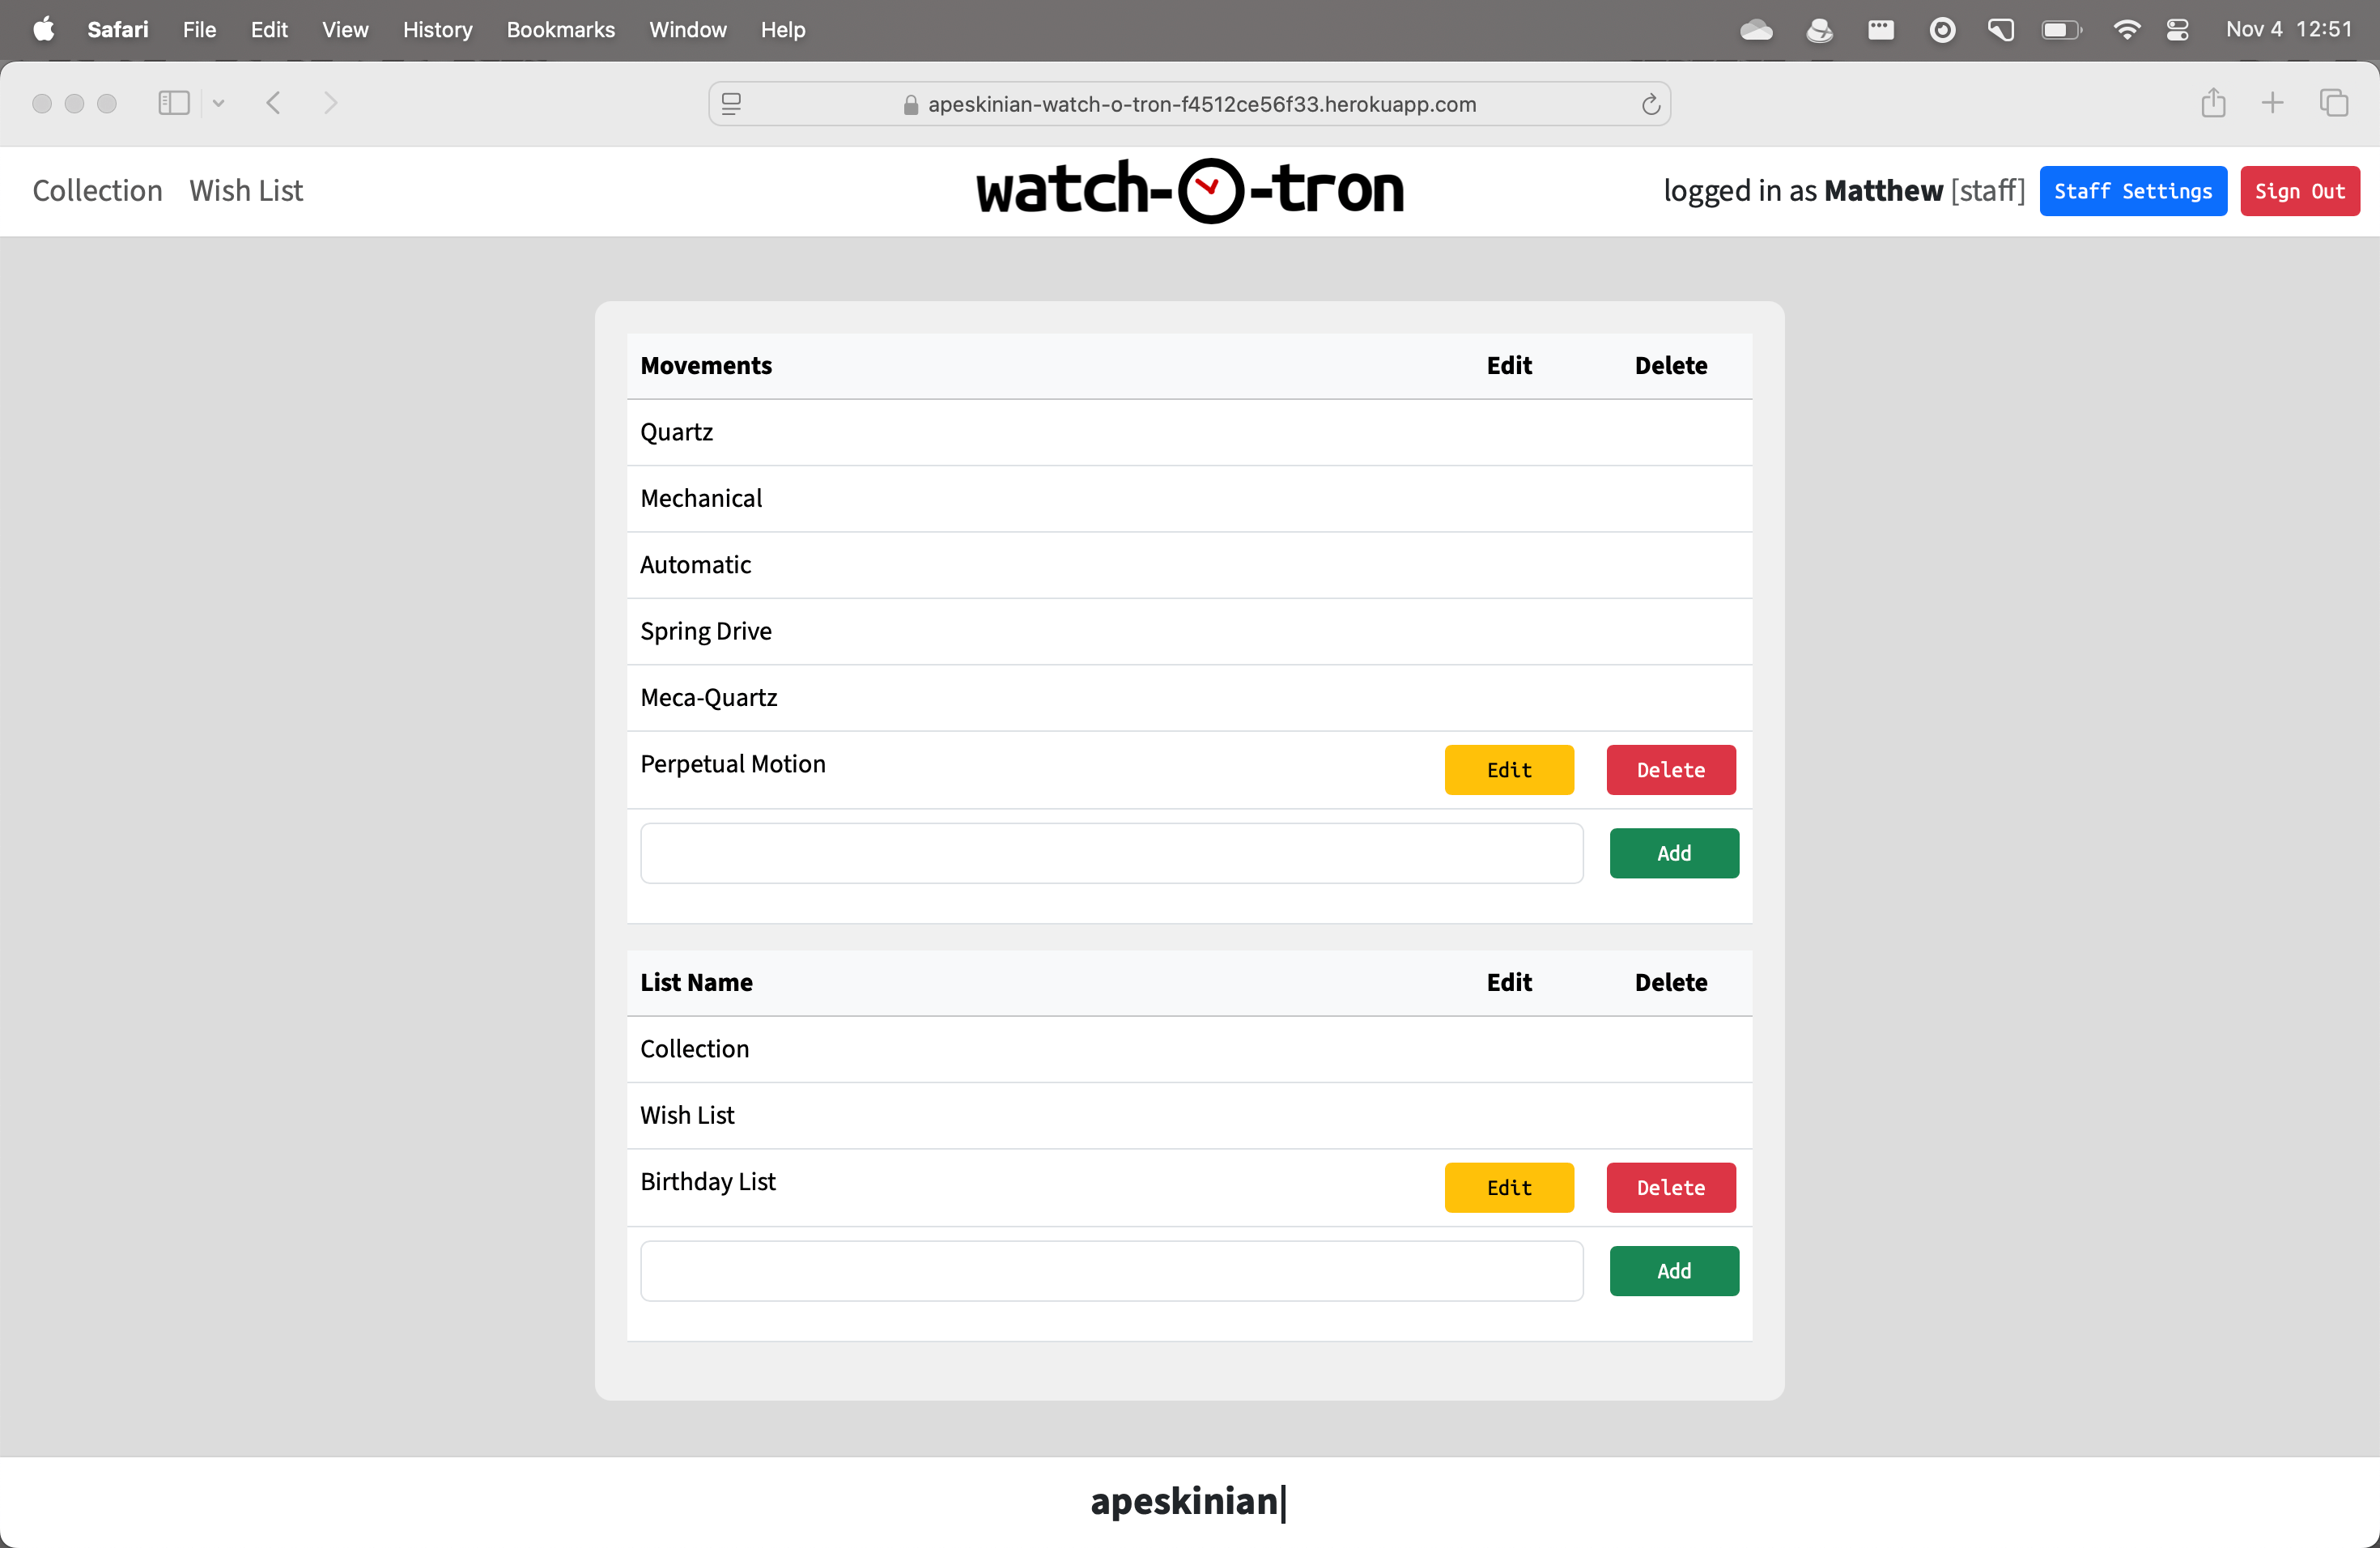 Safari File Edit View History Bookmarks Window Help Nov 4 12:51
apeskinian-watch-o-tron-f4512ce56f33.herokuapp.com
Collection Wish List watch-O-tron logged in as Matthew [staff] Staff Settings Sign Out
Movements Edit Delete
Quartz
Mechanical
Automatic
Spring Drive
Meca-Quartz
Perpetual Motion Edit Delete
Add
List Name Edit Delete
Collection
Wish List
Birthday List Edit Delete
Add
apeskinian|